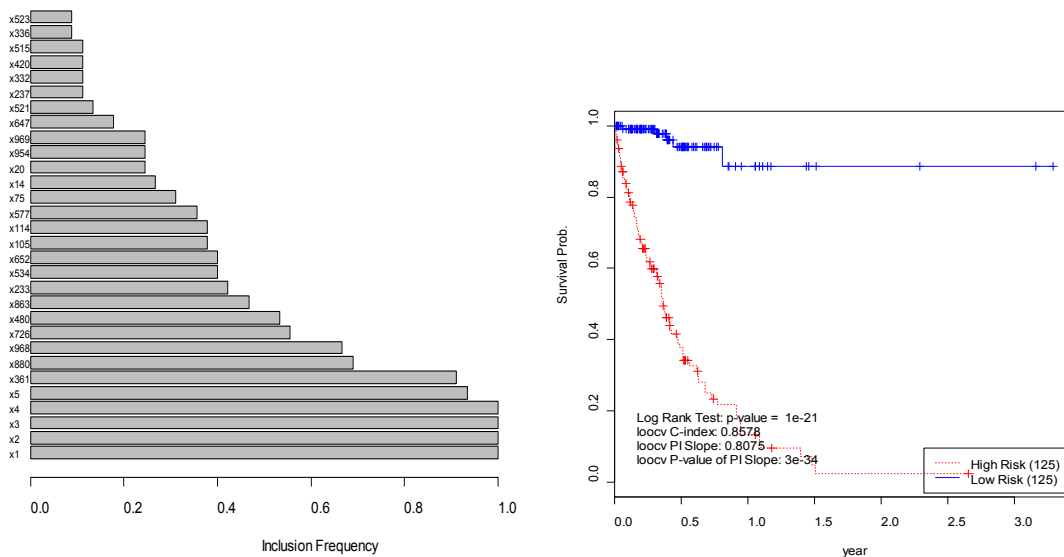 x523
x336
x515
x420
x332
x237
x521
x647
x969
x954
x20
x14
x75
x577
x114
x105
x652
x534
x233
x863
x480
x726
x968
x880
x361
x5
x4
x3
x2
x1
0.0 0.2 0.4 0.6 0.8 1.0
Inclusion Frequency
1.0
0.8
0.6
0.4
0.2
0.0
Survival Prob.
Log Rank Test: p-value = 1e-21
loocv C-index: 0.8578
loocv PI Slope: 0.8075
loocv P-value of PI Slope: 3e-34
High Risk (125)
Low Risk (125)
0.0 0.5 1.0 1.5 2.0 2.5 3.0
year